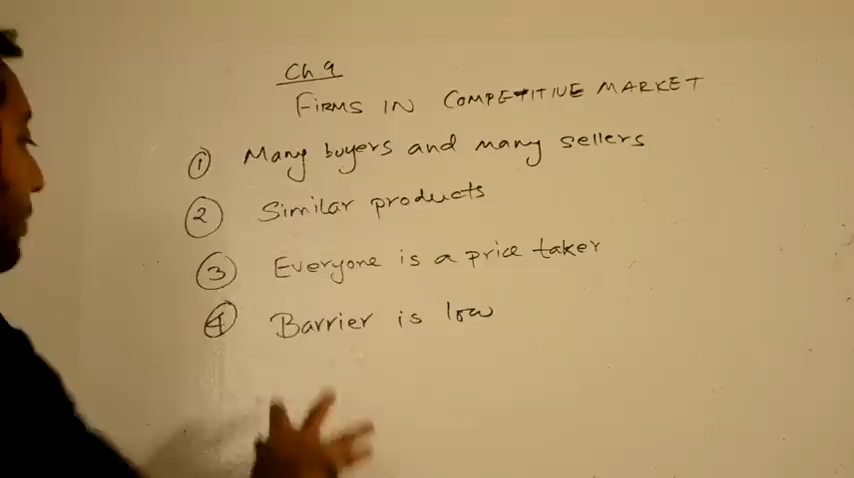 Ch 9
FIRMS IN COMPETITIVE MARKET
1 Many buyers and many sellers
2 Similar products
3 Everyone is a price taker
4 Barrier is low